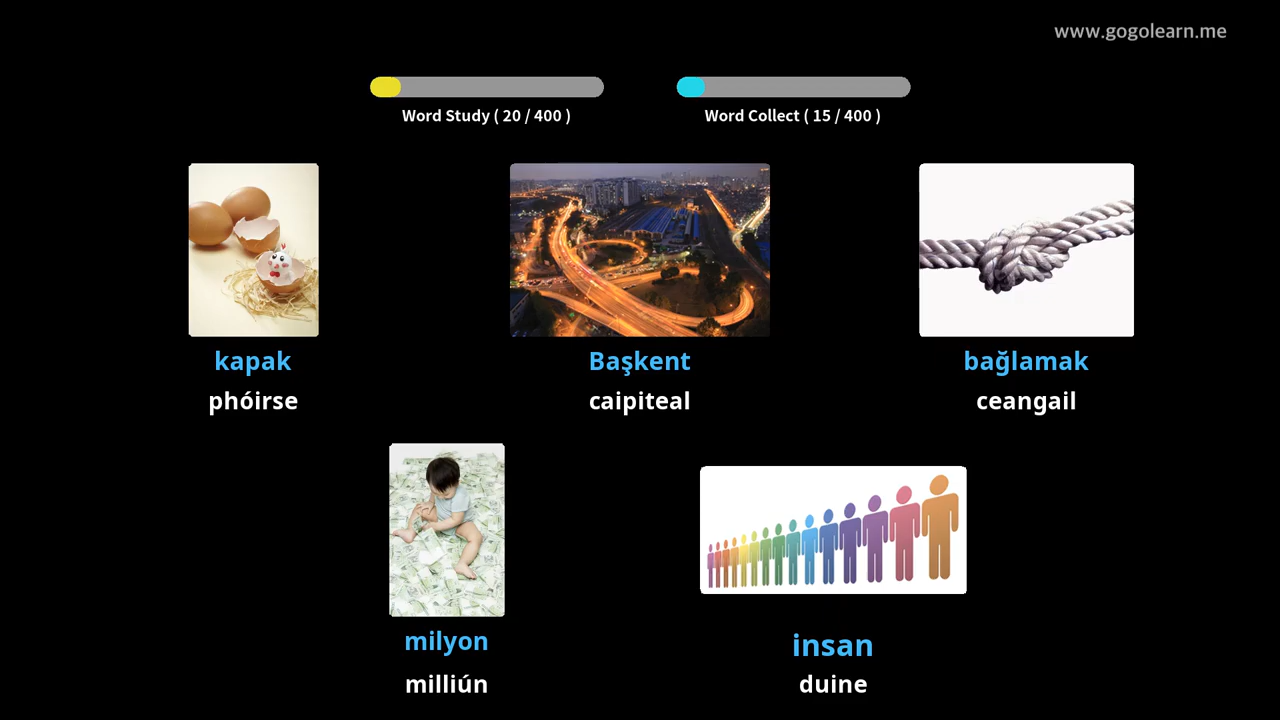 www.gogolearn.me
Word Study ( 20 / 400 )
Word Collect ( 15 / 400 )
kapak
phóirse
Başkent
caipiteal
bağlamak
ceangail
milyon
milliún
insan
duine